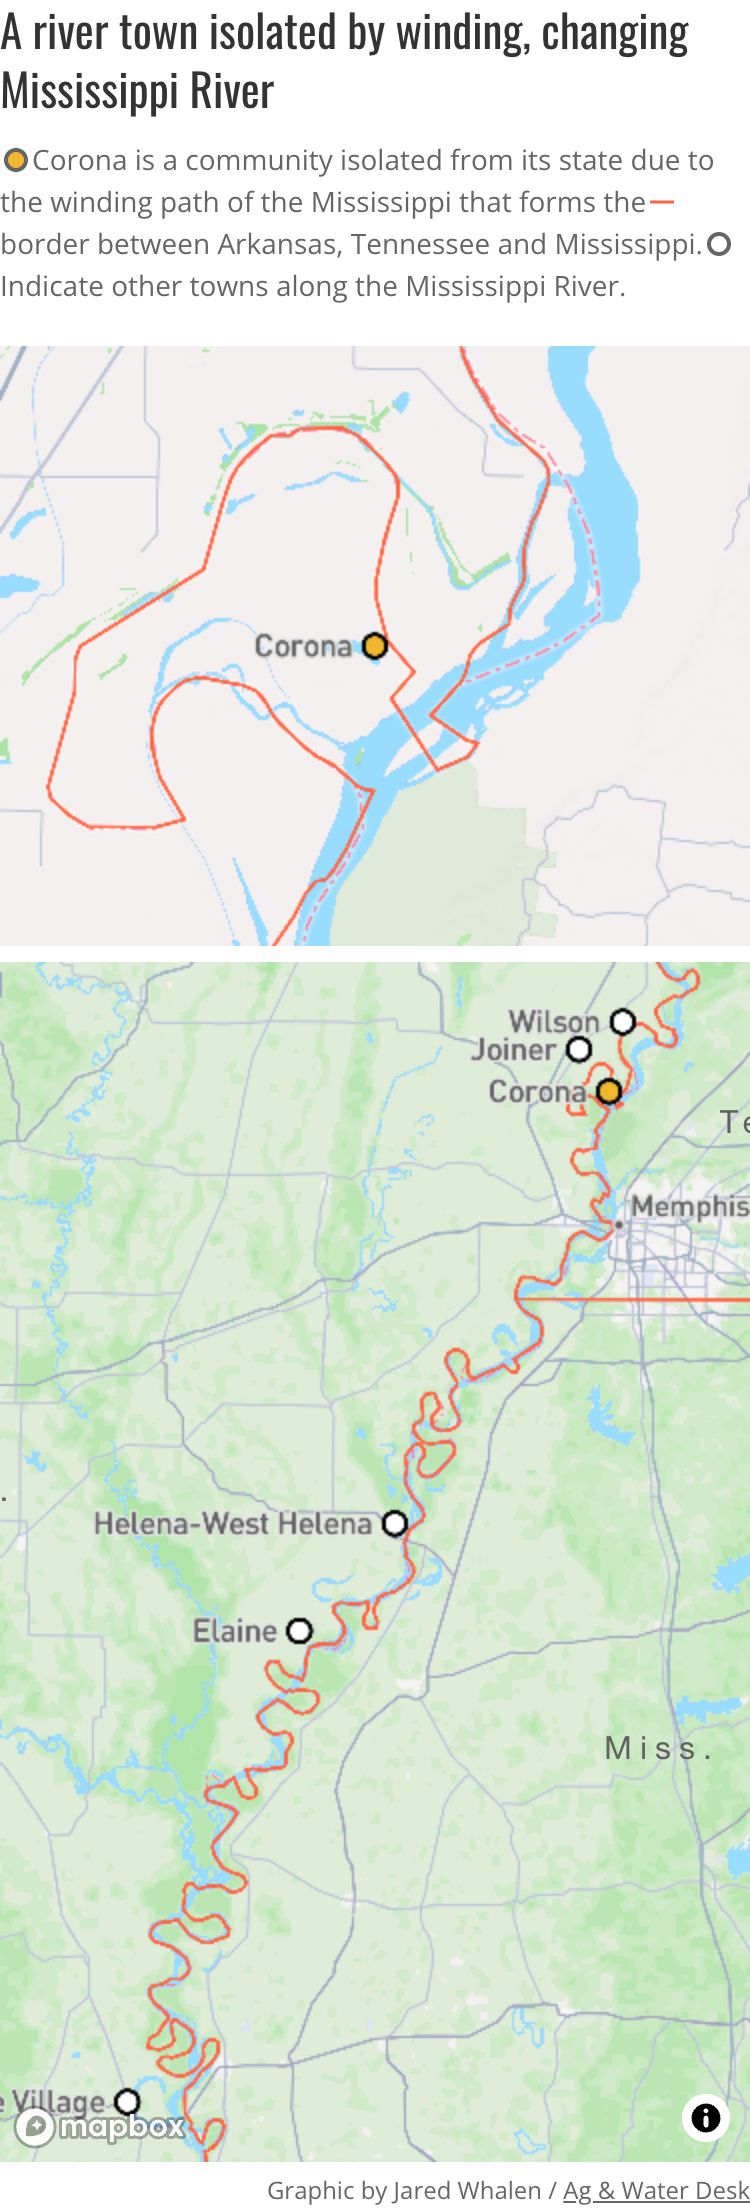 A river town isolated by winding, changing
Mississippi River
Corona is a community isolated from its state due to
the winding path of the Mississippi that forms the
border between Arkansas, Tennessee and Mississippi.
Indicate other towns along the Mississippi River.
Corona
Wilson
Joiner
Corona
Te
Memphis
Helena-West Helena
Elaine
Miss.
e Village
mapbox
Graphic by Jared Whalen / Ag & Water Desk